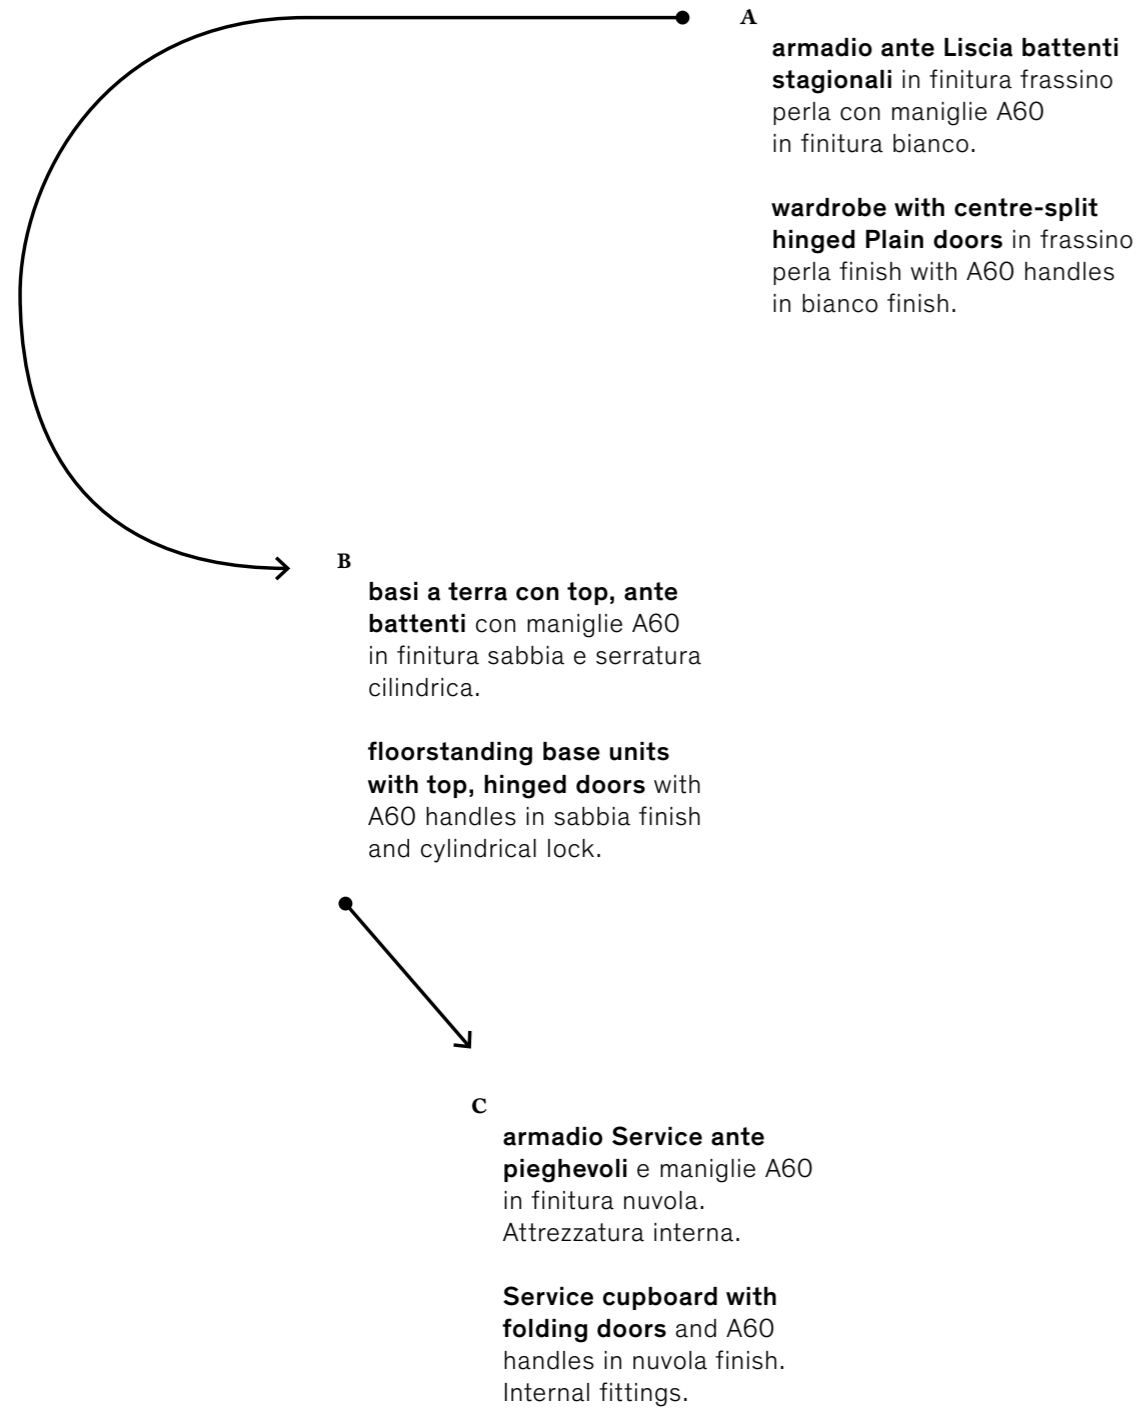 A
armadio ante Liscia battenti
stagionali in finitura frassino
perla con maniglie A60
in finitura bianco.
wardrobe with centre-split
hinged Plain doors in frassino
perla finish with A60 handles
in bianco finish.
B
basi a terra con top, ante
battenti con maniglie A60
in finitura sabbia e serratura
cilindrica.
floorstanding base units
with top, hinged doors with
A60 handles in sabbia finish
and cylindrical lock.
C
armadio Service ante
pieghevoli e maniglie A60
in finitura nuvola.
Attrezzatura interna.
Service cupboard with
folding doors and A60
handles in nuvola finish.
Internal fittings.